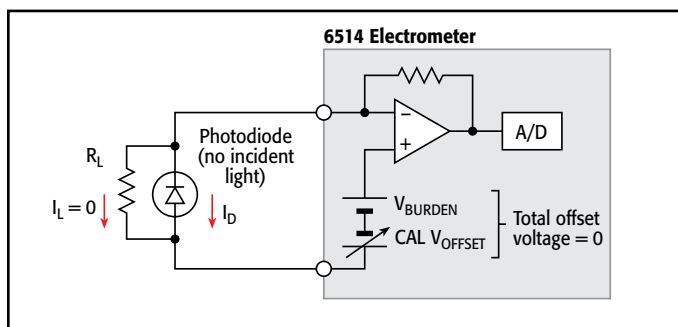 6514 Electrometer
Photodiode
(no incident
light)
R_L
I_L = 0
I_D
−
+
A/D
V_BURDEN
CAL V_OFFSET
Total offset
voltage = 0